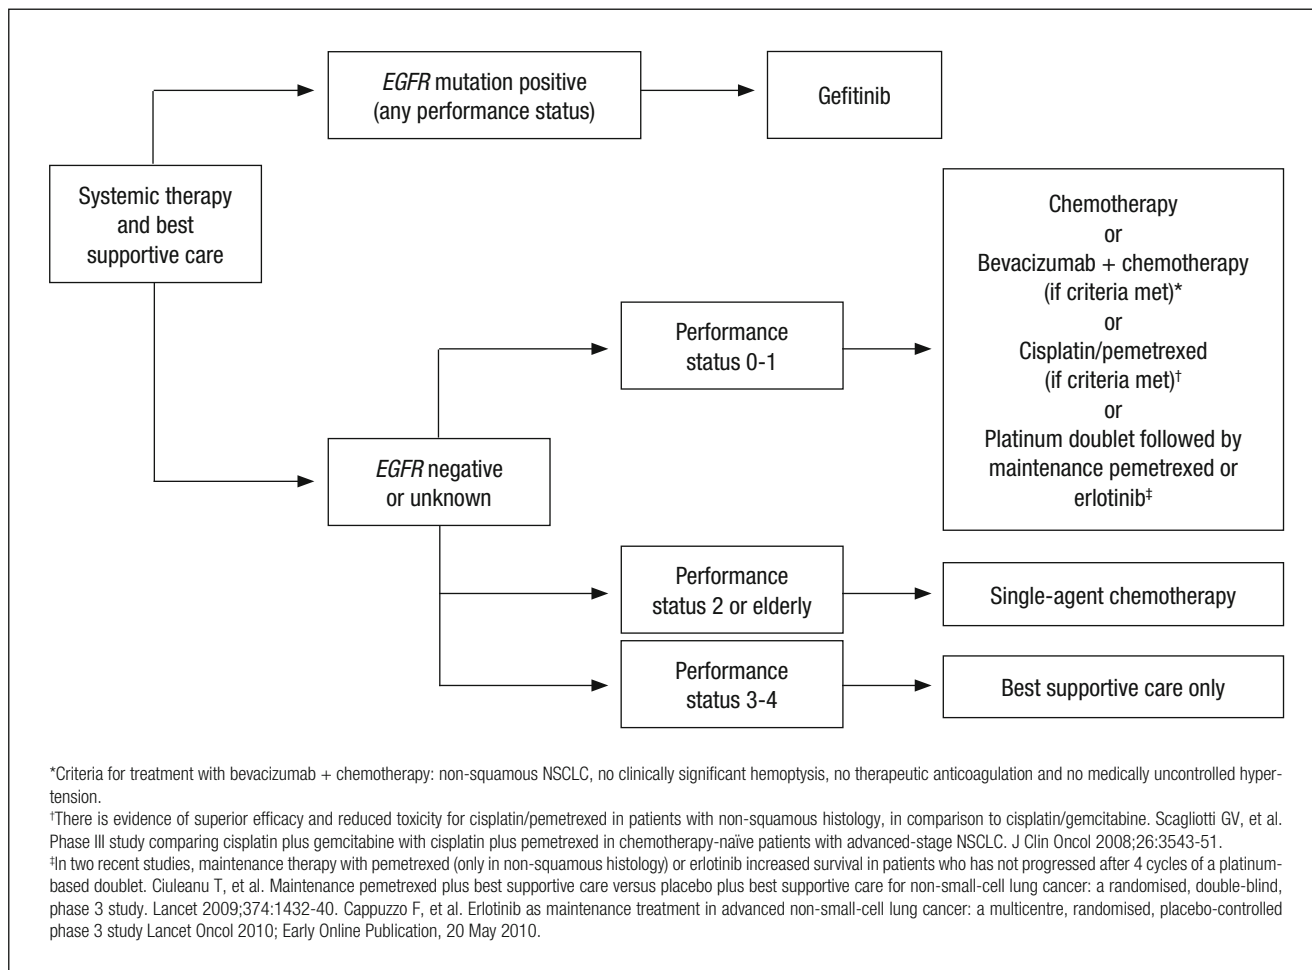 EGFR mutation positive
(any performance status)
Gefitinib
Systemic therapy
and best
supportive care
Chemotherapy
or
Bevacizumab + chemotherapy
(if criteria met)*
or
Cisplatin/pemetrexed
(if criteria met)†
or
Platinum doublet followed by
maintenance pemetrexed or
erlotinib‡
Performance
status 0-1
EGFR negative
or unknown
Performance
status 2 or elderly
Single-agent chemotherapy
Performance
status 3-4
Best supportive care only
*Criteria for treatment with bevacizumab + chemotherapy: non-squamous NSCLC, no clinically significant hemoptysis, no therapeutic anticoagulation and no medically uncontrolled hyper-
tension.
†There is evidence of superior efficacy and reduced toxicity for cisplatin/pemetrexed in patients with non-squamous histology, in comparison to cisplatin/gemcitabine. Scagliotti GV, et al.
Phase III study comparing cisplatin plus gemcitabine with cisplatin plus pemetrexed in chemotherapy-naïve patients with advanced-stage NSCLC. J Clin Oncol 2008;26:3543-51.
‡In two recent studies, maintenance therapy with pemetrexed (only in non-squamous histology) or erlotinib increased survival in patients who has not progressed after 4 cycles of a platinum-
based doublet. Ciuleanu T, et al. Maintenance pemetrexed plus best supportive care versus placebo plus best supportive care for non-small-cell lung cancer: a randomised, double-blind,
phase 3 study. Lancet 2009;374:1432-40. Cappuzzo F, et al. Erlotinib as maintenance treatment in advanced non-small-cell lung cancer: a multicentre, randomised, placebo-controlled
phase 3 study Lancet Oncol 2010; Early Online Publication, 20 May 2010.